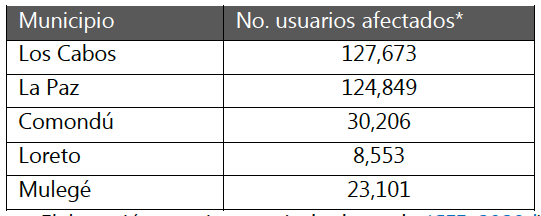 Municipio No. usuarios afectados*
Los Cabos 127,673
La Paz 124,849
Comondú 30,206
Loreto 8,553
Mulegé 23,101